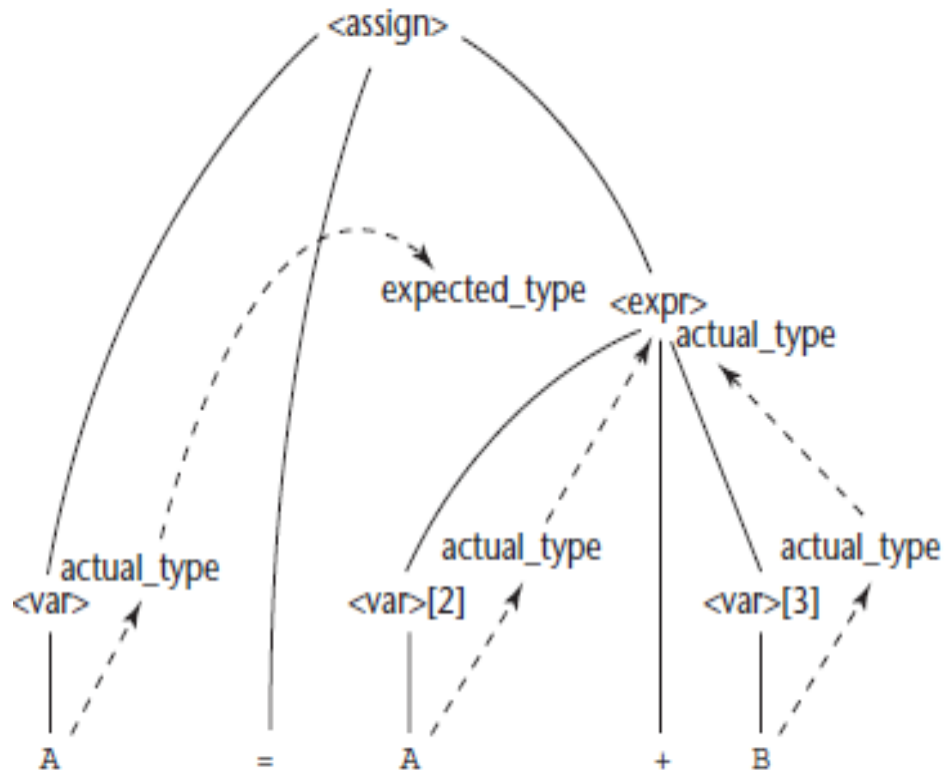 <assign>
expected_type
<expr>
actual_type
actual_type
actual_type
actual_type
<var>
<var>[2]
<var>[3]
A = A + B